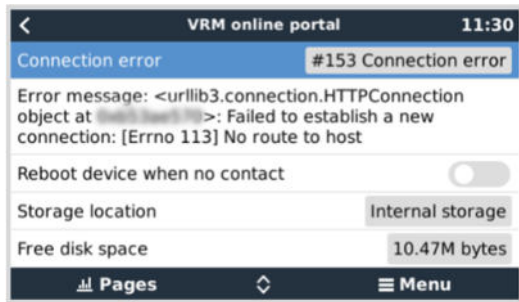 VRM online portal 11:30
Connection error #153 Connection error
Error message: <urllib3.connection.HTTPConnection
object at >: Failed to establish a new
connection: [Errno 113] No route to host
Reboot device when no contact
Storage location Internal storage
Free disk space 10.47M bytes
Pages Menu